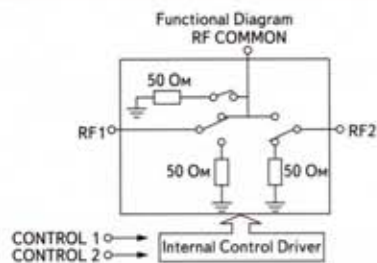 Functional Diagram
RF COMMON
50 Ом
RF1
RF2
50 Ом
50 Ом
CONTROL 1
CONTROL 2
Internal Control Driver